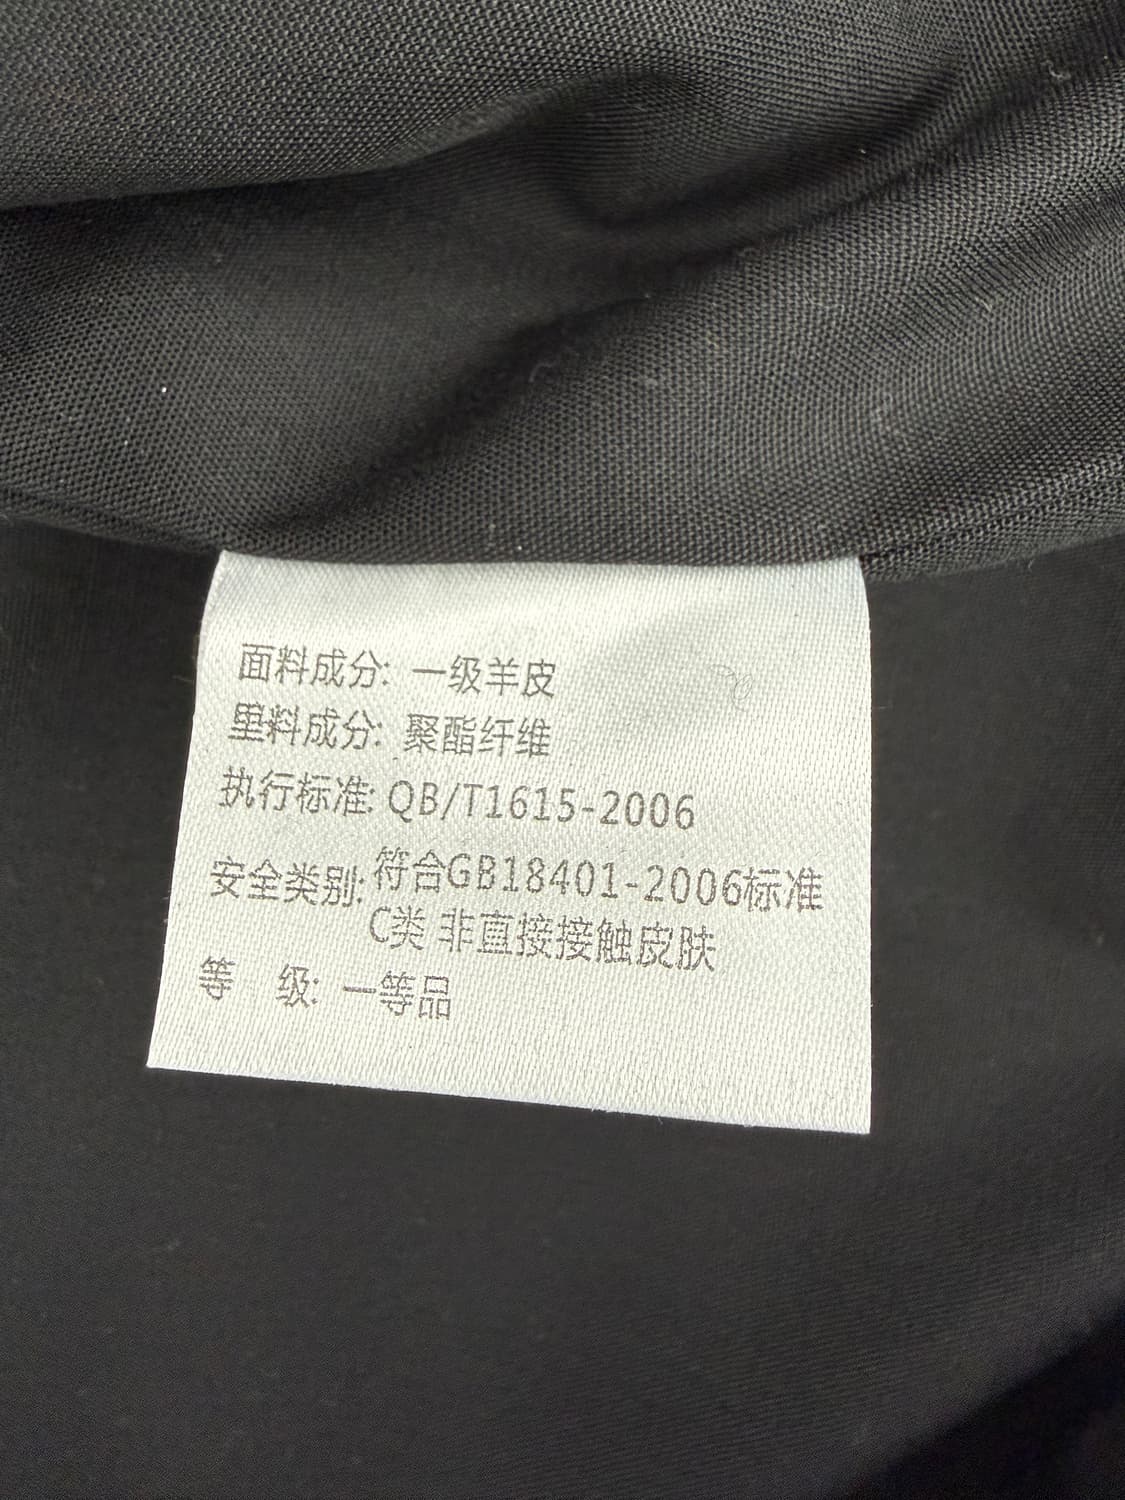 面料成分: 一级羊皮
里料成分: 聚酯纤维
执行标准: QB/T1615-2006
安全类别: 符合GB18401-2006标准
C类 非直接接触皮肤
等 级: 一等品